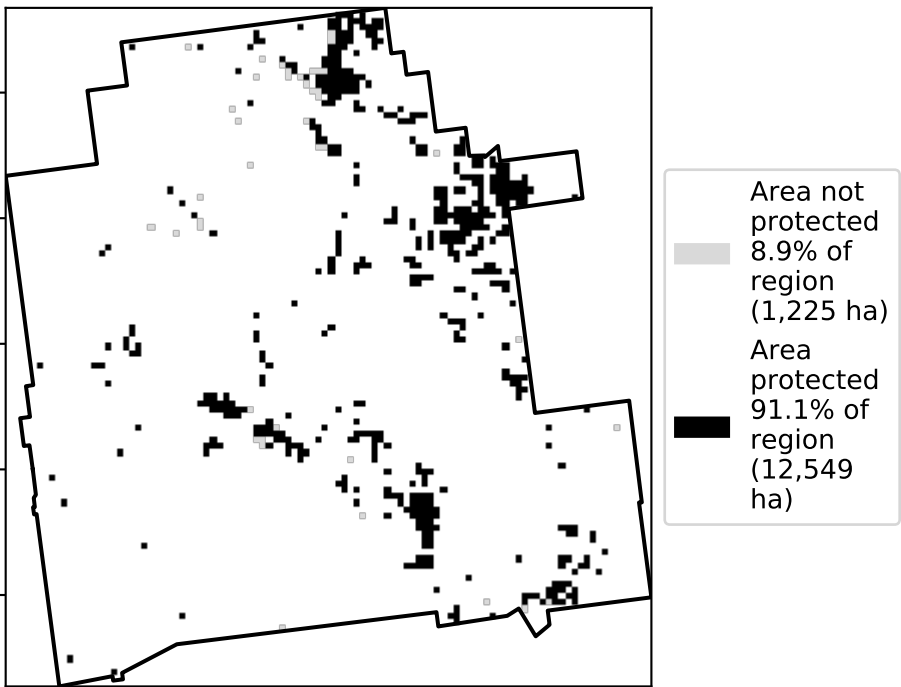 Area not
protected
8.9% of
region
(1,225 ha)
Area
protected
91.1% of
region
(12,549
ha)